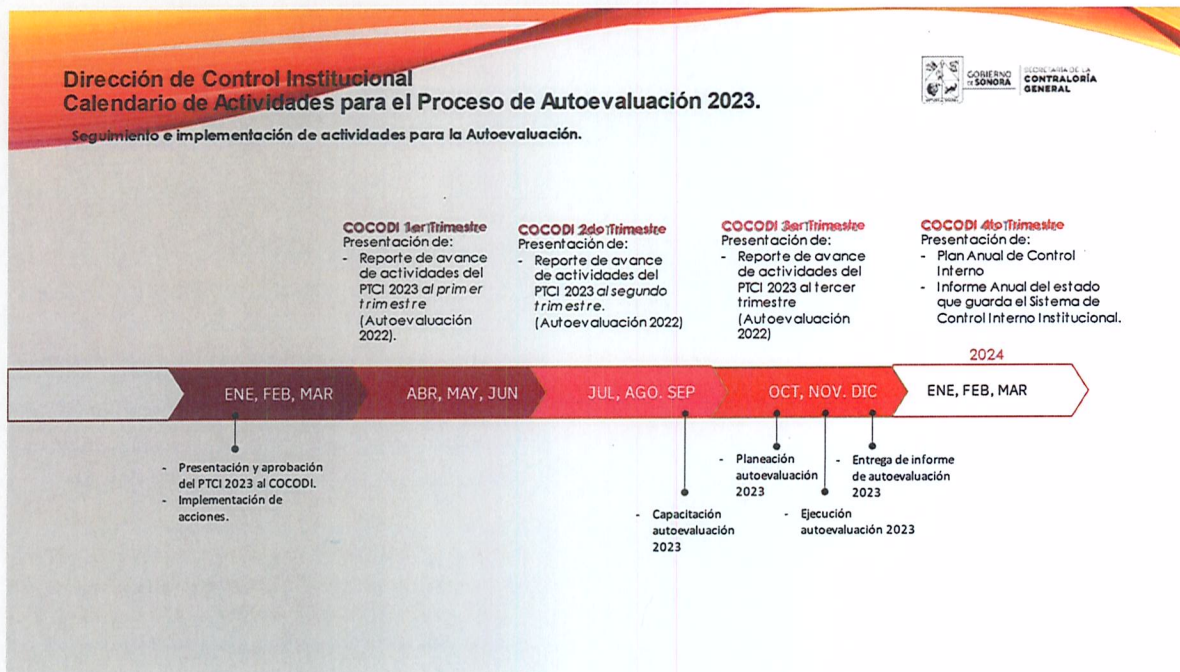 Dirección de Control Institucional
Calendario de Actividades para el Proceso de Autoevaluación 2023.
Seguimiento e implementación de actividades para la Autoevaluación.
GOBIERNO
DE SONORA
SECRETARÍA DE LA
CONTRALORÍA
GENERAL
COCODI 1er Trimestre
Presentación de:
- Reporte de avance
de actividades del
PTCI 2023 al primer
trimestre
(Autoevaluación
2022).
COCODI 2do Trimestre
Presentación de:
- Reporte de avance
de actividades del
PTCI 2023 al segundo
trimestre.
(Autoevaluación 2022)
COCODI 3er Trimestre
Presentación de:
- Reporte de avance
de actividades del
PTCI 2023 al tercer
trimestre
(Autoevaluación
2022)
COCODI 4to Trimestre
Presentación de:
- Plan Anual de Control
Interno
- Informe Anual del estado
que guarda el Sistema de
Control Interno Institucional.
2024
ENE, FEB, MAR
ABR, MAY, JUN
JUL, AGO. SEP
OCT, NOV. DIC
ENE, FEB, MAR
- Presentación y aprobación
del PTCI 2023 al COCODI.
- Implementación de
acciones.
- Capacitación
autoevaluación
2023
- Planeación
autoevaluación
2023
- Ejecución
autoevaluación 2023
- Entrega de informe
de autoevaluación
2023